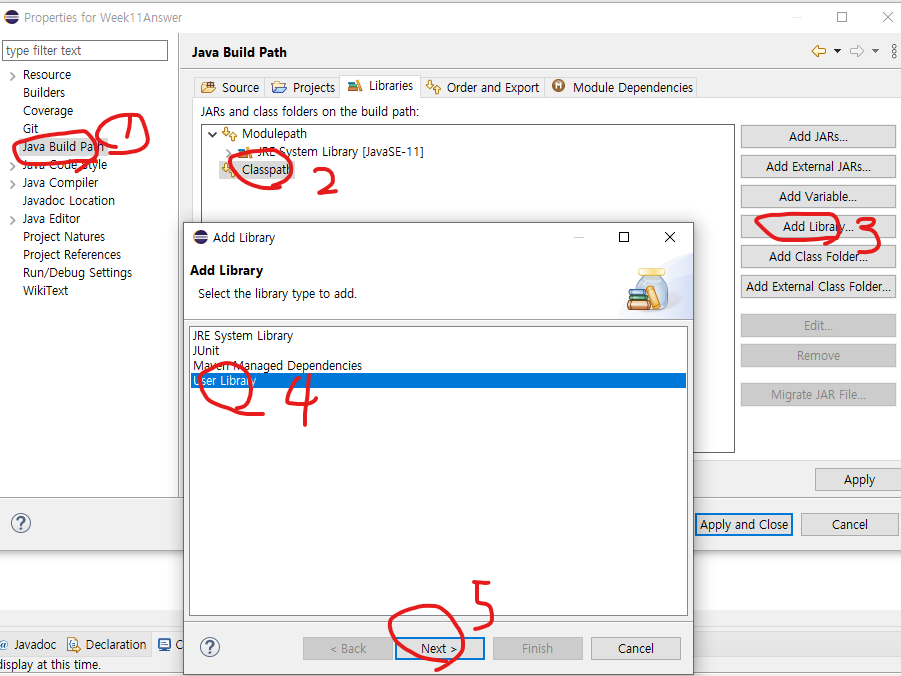 Properties for Week11Answer
type filter text
Resource
Builders
Coverage
Git
Java Build Path
1
Java Code Style
Java Compiler
Javadoc Location
Java Editor
Project Natures
Project References
Run/Debug Settings
WikiText
Java Build Path
Source
Projects
Libraries
Order and Export
Module Dependencies
JARs and class folders on the build path:
Modulepath
JRE System Library [JavaSE-11]
Classpath
2
Add JARs...
Add External JARs...
Add Variable...
Add Library...
3
Add Class Folder...
Add External Class Folder...
Edit...
Remove
Migrate JAR File...
Apply
Apply and Close
Cancel
Add Library
Add Library
Select the library type to add.
JRE System Library
JUnit
Maven Managed Dependencies
User Library
4
5
< Back
Next >
Finish
Cancel
@ Javadoc
Declaration
C
display at this time.